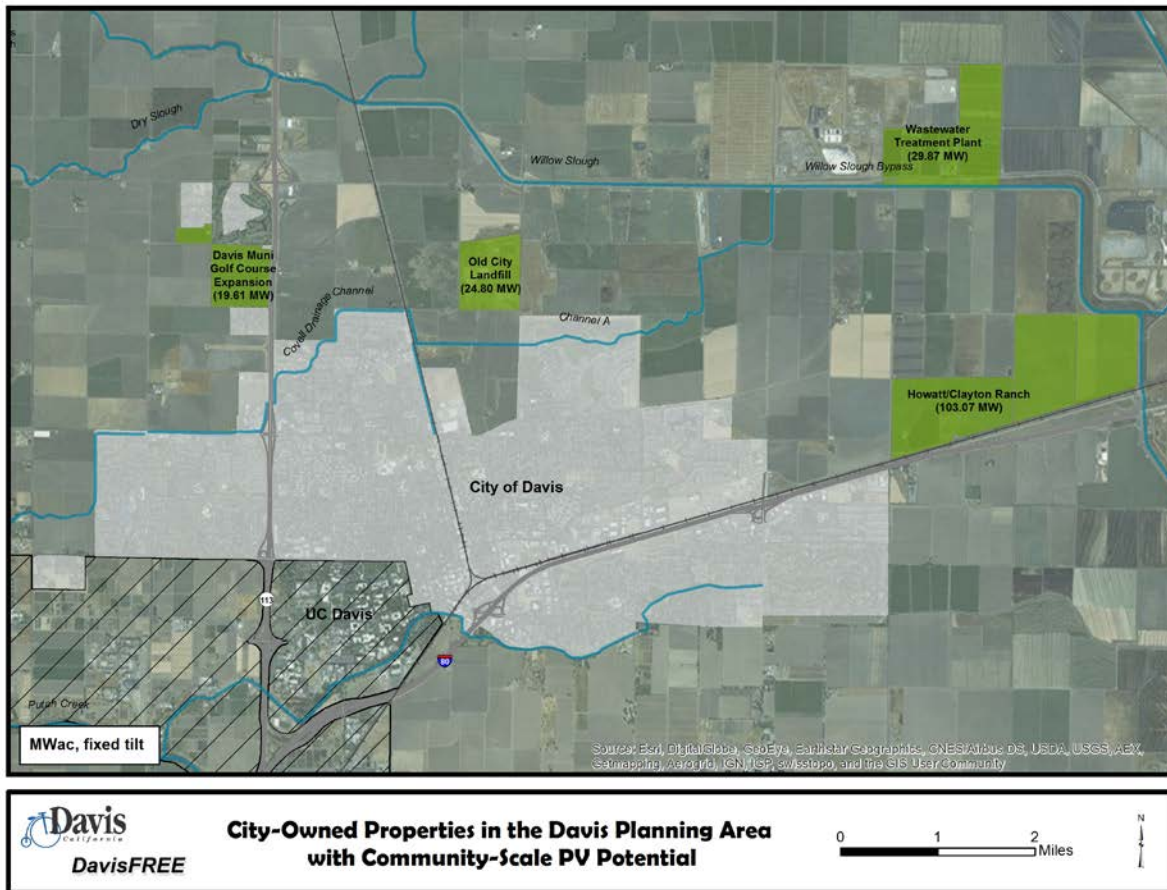 Dry Slough
Willow Slough
Wastewater
Treatment Plant
(29.87 MW)
Willow Slough Bypass
Davis Muni
Golf Course
Expansion
(19.61 MW)
Old City
Landfill
(24.80 MW)
Covell Drainage Channel
Channel A
Howatt/Clayton Ranch
(103.07 MW)
City of Davis
113
UC Davis
80
Putah Creek
MWac, fixed tilt
Source: Esri, DigitalGlobe, GeoEye, Earthstar Geographics, CNES/Airbus DS, USDA, USGS, AEX,
Getmapping, Aerogrid, IGN, IGP, swisstopo, and the GIS User Community
Davis
California
DavisFREE
City-Owned Properties in the Davis Planning Area
with Community-Scale PV Potential
0 1 2
Miles
N